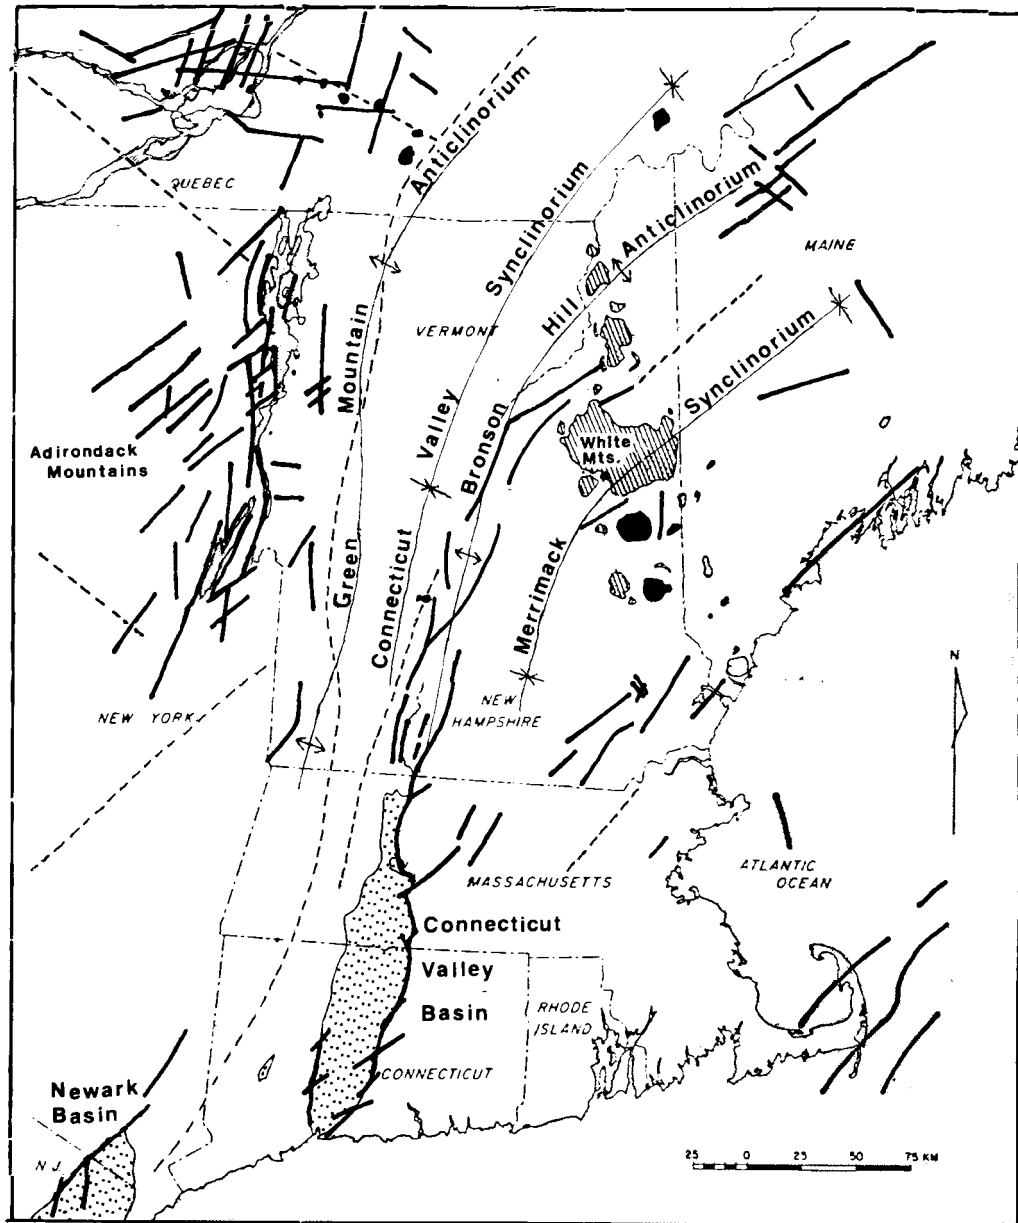 QUEBEC
Green Mountain Anticlinorium
Connecticut Valley Synclinorium
Bronson Hill Anticlinorium
Merrimack Synclinorium
MAINE
VERMONT
White
Mts.
Adirondack
Mountains
NEW YORK
NEW
HAMPSHIRE
N
MASSACHUSETTS
ATLANTIC
OCEAN
Connecticut
Valley
Basin
RHODE
ISLAND
CONNECTICUT
Newark
Basin
N.J.
25 0 25 50 75 KM